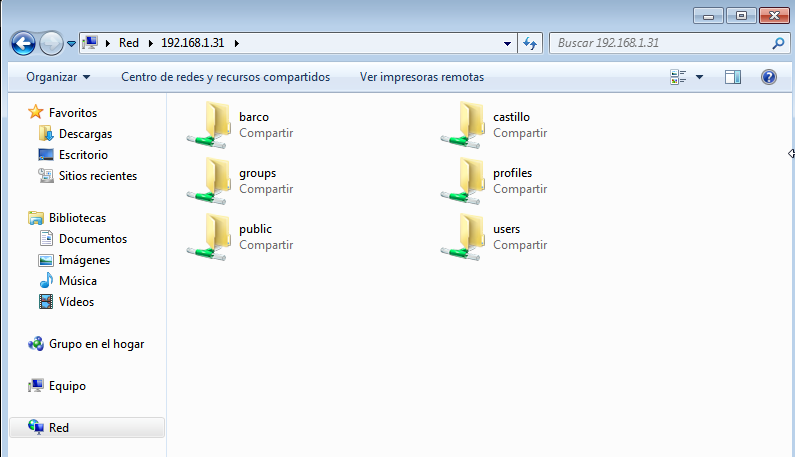 Red 192.168.1.31 Buscar 192.168.1.31
Organizar Centro de redes y recursos compartidos Ver impresoras remotas
Favoritos
Descargas
Escritorio
Sitios recientes
Bibliotecas
Documentos
Imágenes
Música
Vídeos
Grupo en el hogar
Equipo
Red
barco
Compartir
castillo
Compartir
groups
Compartir
profiles
Compartir
public
Compartir
users
Compartir